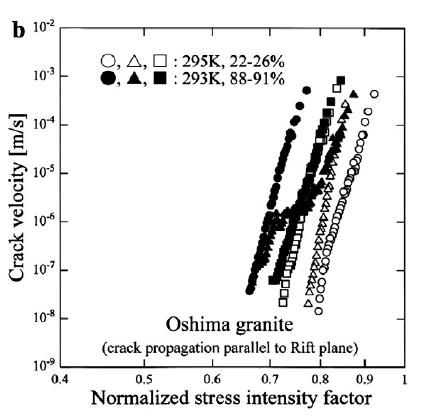 b
10⁻²
10⁻³
10⁻⁴
10⁻⁵
10⁻⁶
10⁻⁷
10⁻⁸
10⁻⁹
Crack velocity [m/s]
○, △, □ : 295K, 22-26%
●, ▲, ■ : 293K, 88-91%
Oshima granite
(crack propagation parallel to Rift plane)
0.4 0.5 0.6 0.7 0.8 0.9 1
Normalized stress intensity factor